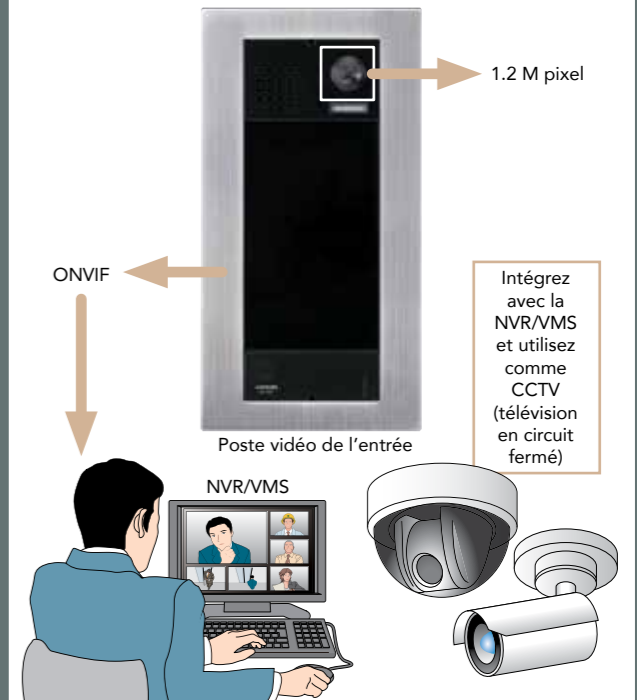 1.2 M pixel
ONVIF
Intégrez
avec la
NVR/VMS
et utilisez
comme
CCTV
(télévision
en circuit
fermé)
Poste vidéo de l'entrée
NVR/VMS